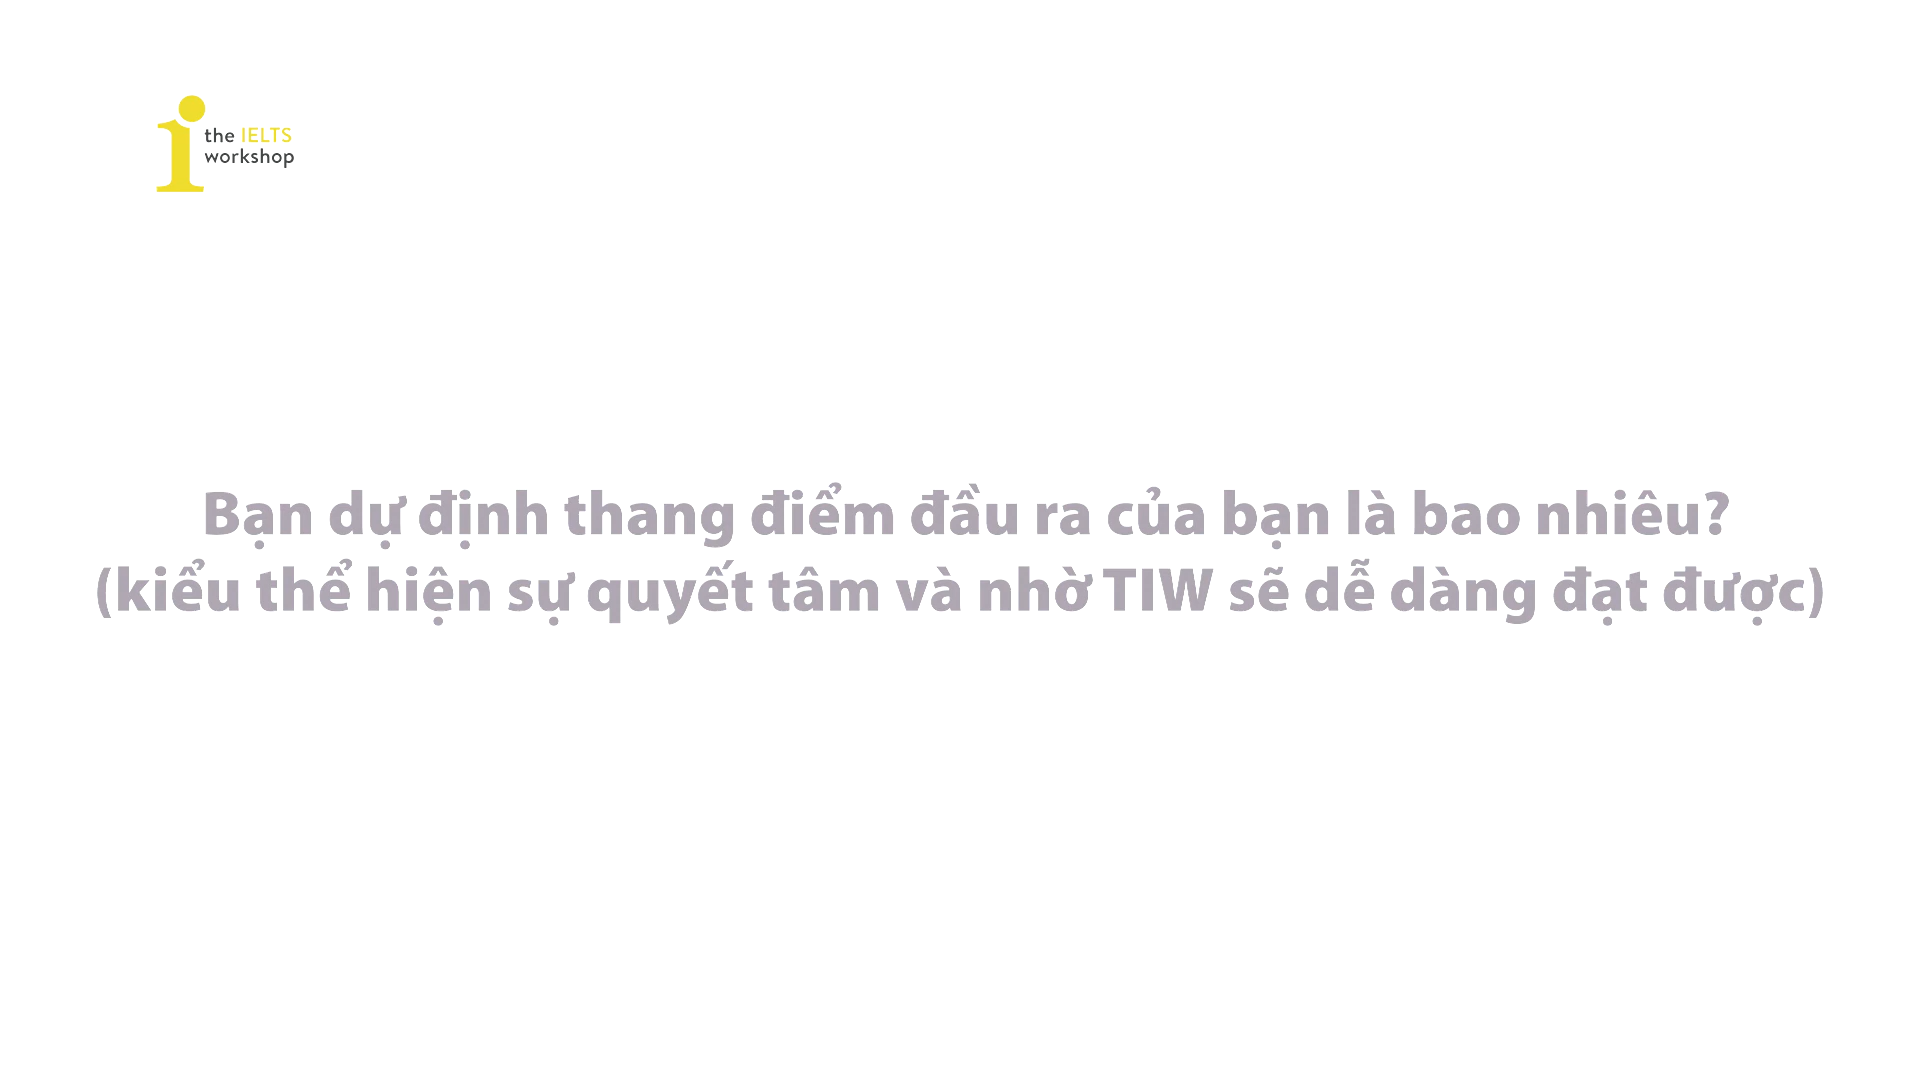 the IELTS
workshop
Bạn dự định thang điểm đầu ra của bạn là bao nhiêu?
(kiểu thể hiện sự quyết tâm và nhờ TIW sẽ dễ dàng đạt được)